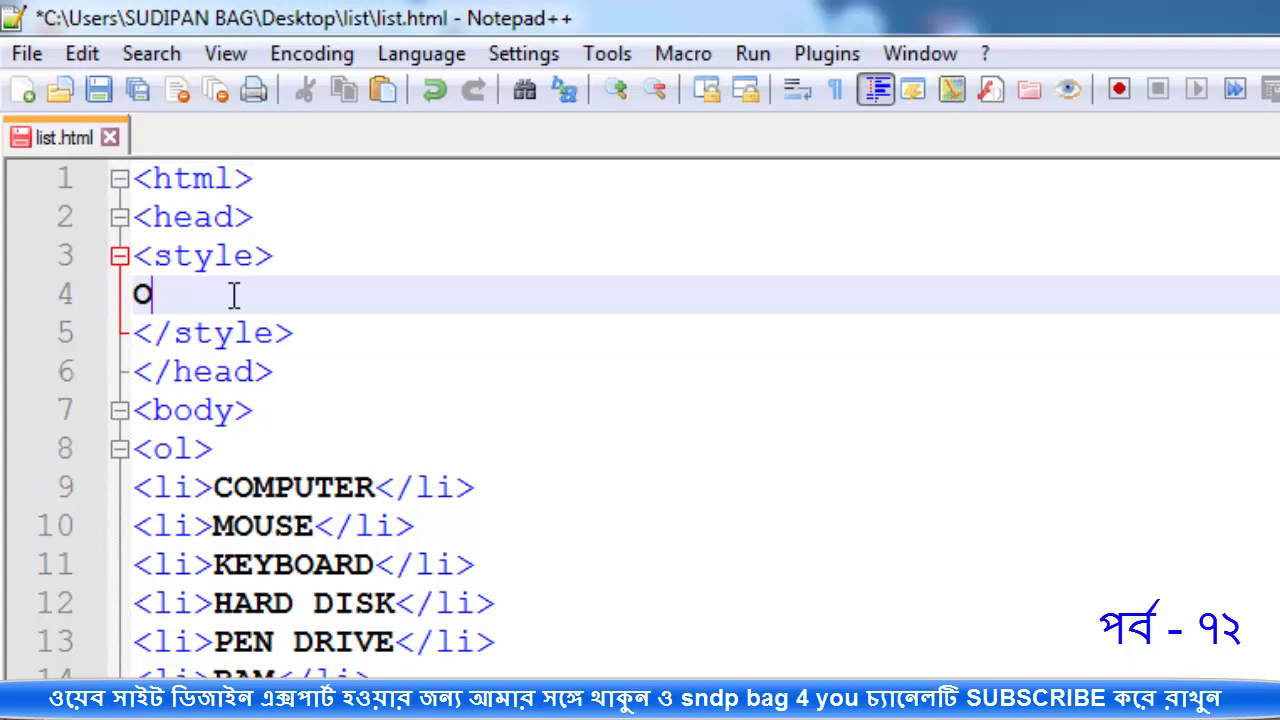 *C:\Users\SUDIPAN BAG\Desktop\list\list.html - Notepad++
File Edit Search View Encoding Language Settings Tools Macro Run Plugins Window ?
list.html
1 <html>
2 <head>
3 <style>
4 O
5 </style>
6 </head>
7 <body>
8 <ol>
9 <li>COMPUTER</li>
10 <li>MOUSE</li>
11 <li>KEYBOARD</li>
12 <li>HARD DISK</li>
13 <li>PEN DRIVE</li>
14 <li>RAM</li>
পর্ব - ৭২
ওয়েব সাইট ডিজাইন এক্সপার্ট হওয়ার জন্য আমার সঙ্গে থাকুন ও sndp bag 4 you চ্যানেলটি SUBSCRIBE করে রাখুন